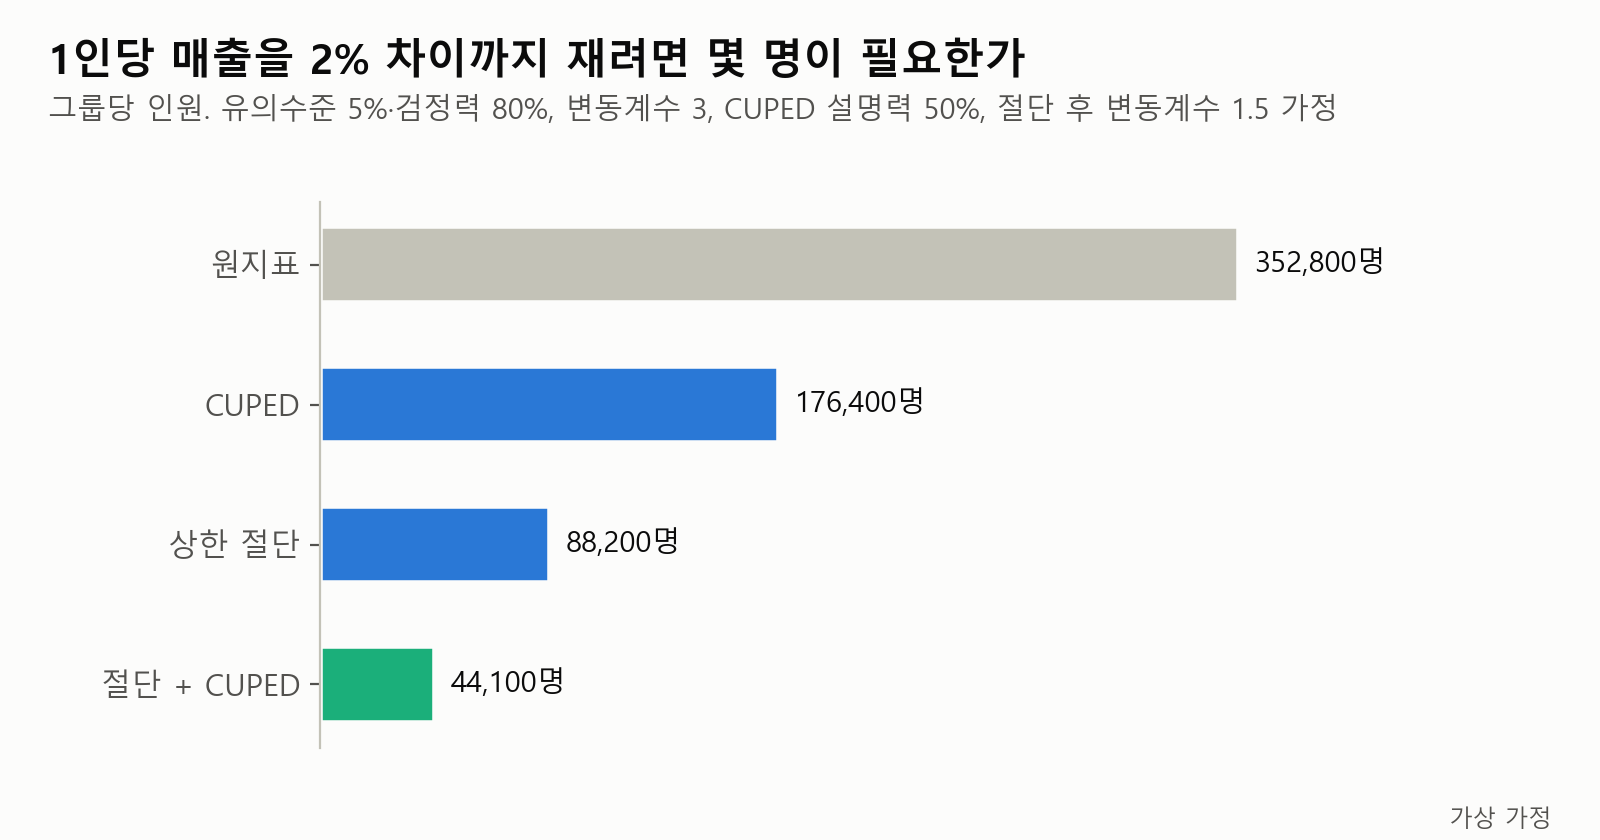 1인당 매출을 2% 차이까지 재려면 몇 명이 필요한가
그룹당 인원. 유의수준 5%·검정력 80%, 변동계수 3, CUPED 설명력 50%, 절단 후 변동계수 1.5 가정
원지표
352,800명
CUPED
176,400명
상한 절단
88,200명
절단 + CUPED
44,100명
가상 가정